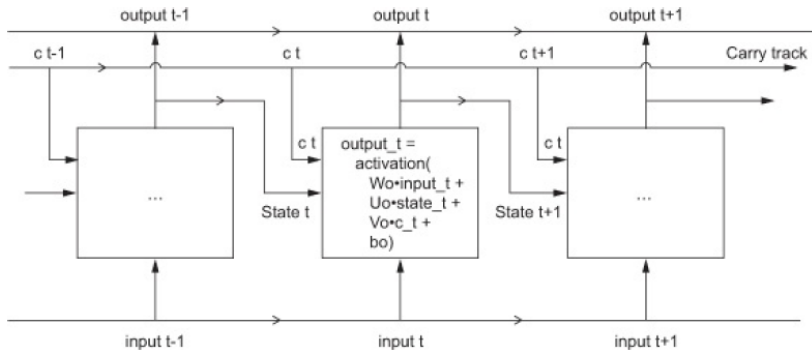 output t-1
output t
output t+1
c t-1
c t
c t+1
Carry track
c t
c t
output_t =
activation(
Wo•input_t +
Uo•state_t +
Vo•c_t +
bo)
...
...
State t
State t+1
input t-1
input t
input t+1